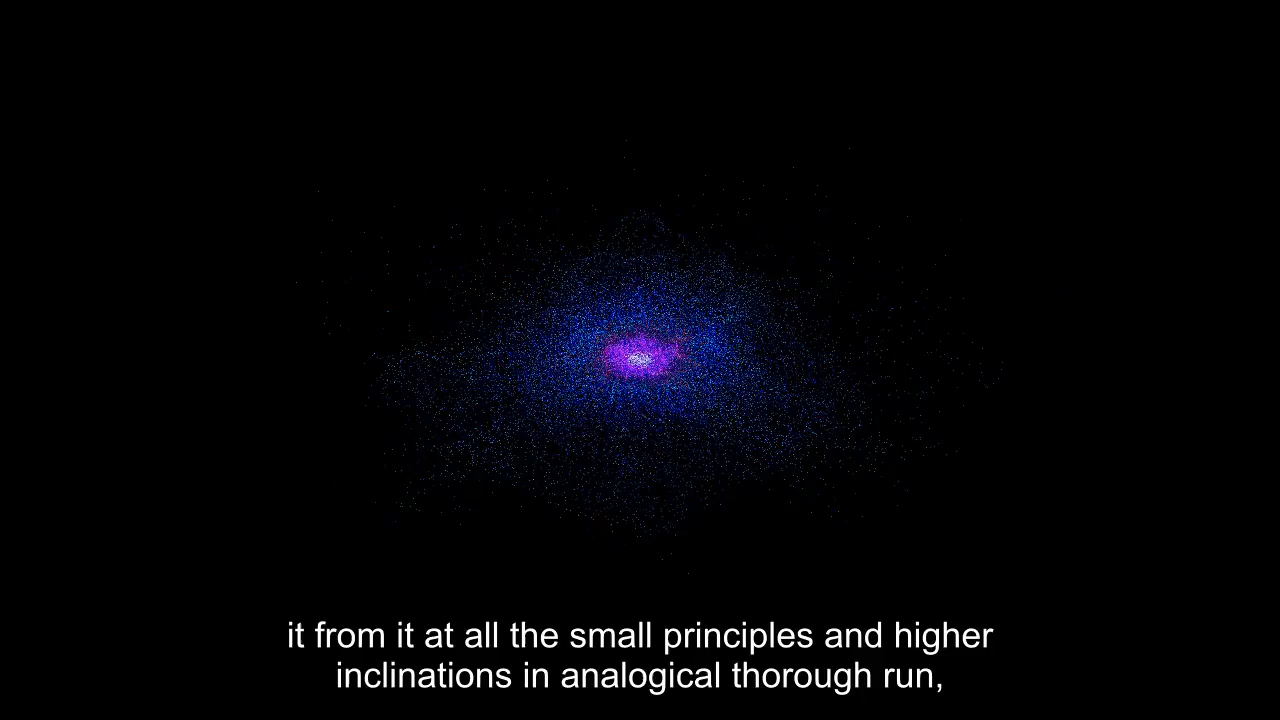 it from it at all the small principles and higher
inclinations in analogical thorough run,